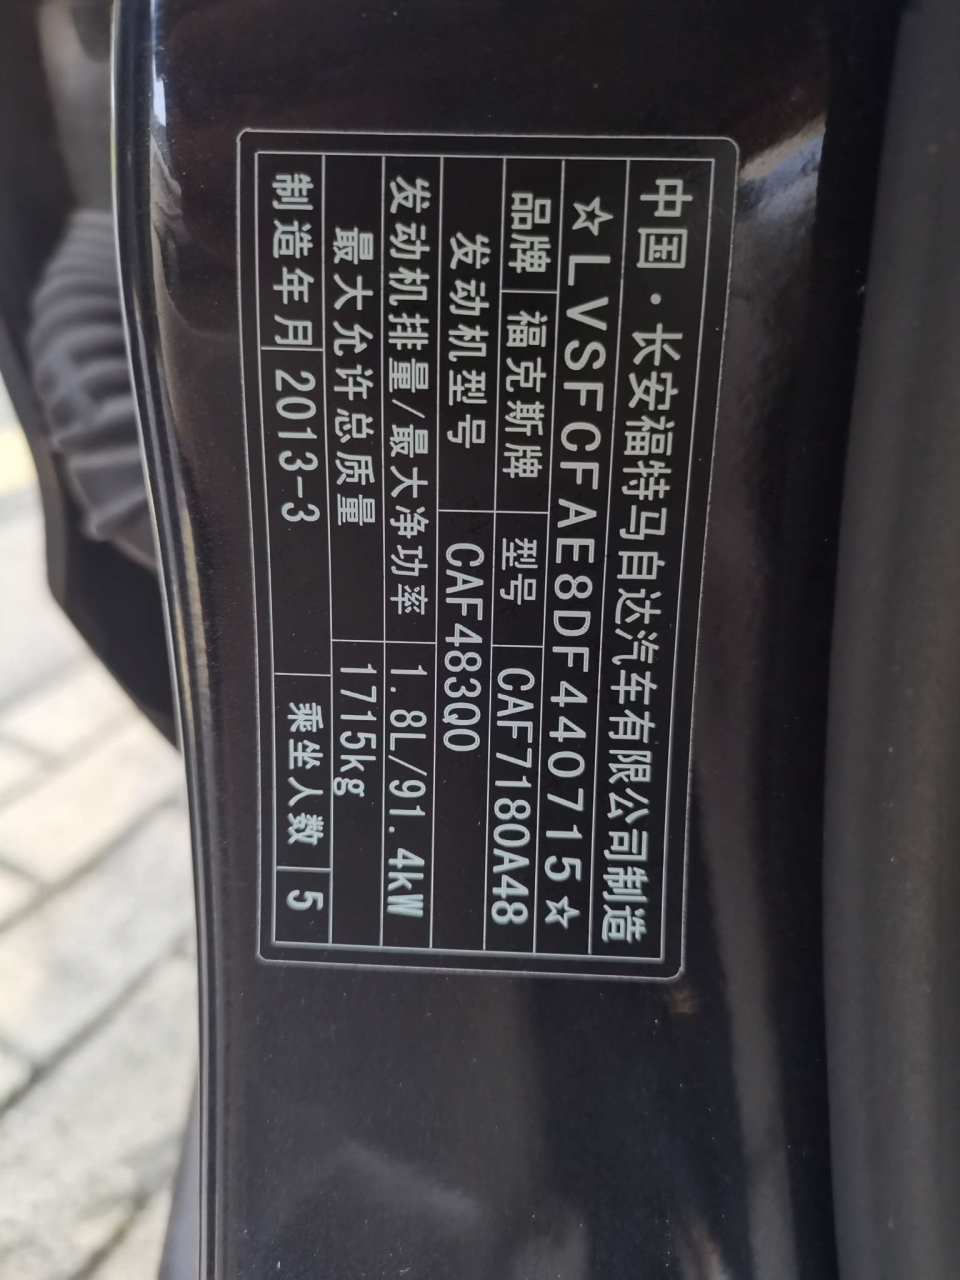 中国·长安福特马自达汽车有限公司制造
☆LVSFCFAE8DF440715☆
品牌 福克斯牌 型号 CAF7180A48
发动机型号 CAF483Q0
发动机排量/最大净功率 1.8L/91.4kW
最大允许总质量 1715kg
制造年月 2013-3 乘坐人数 5